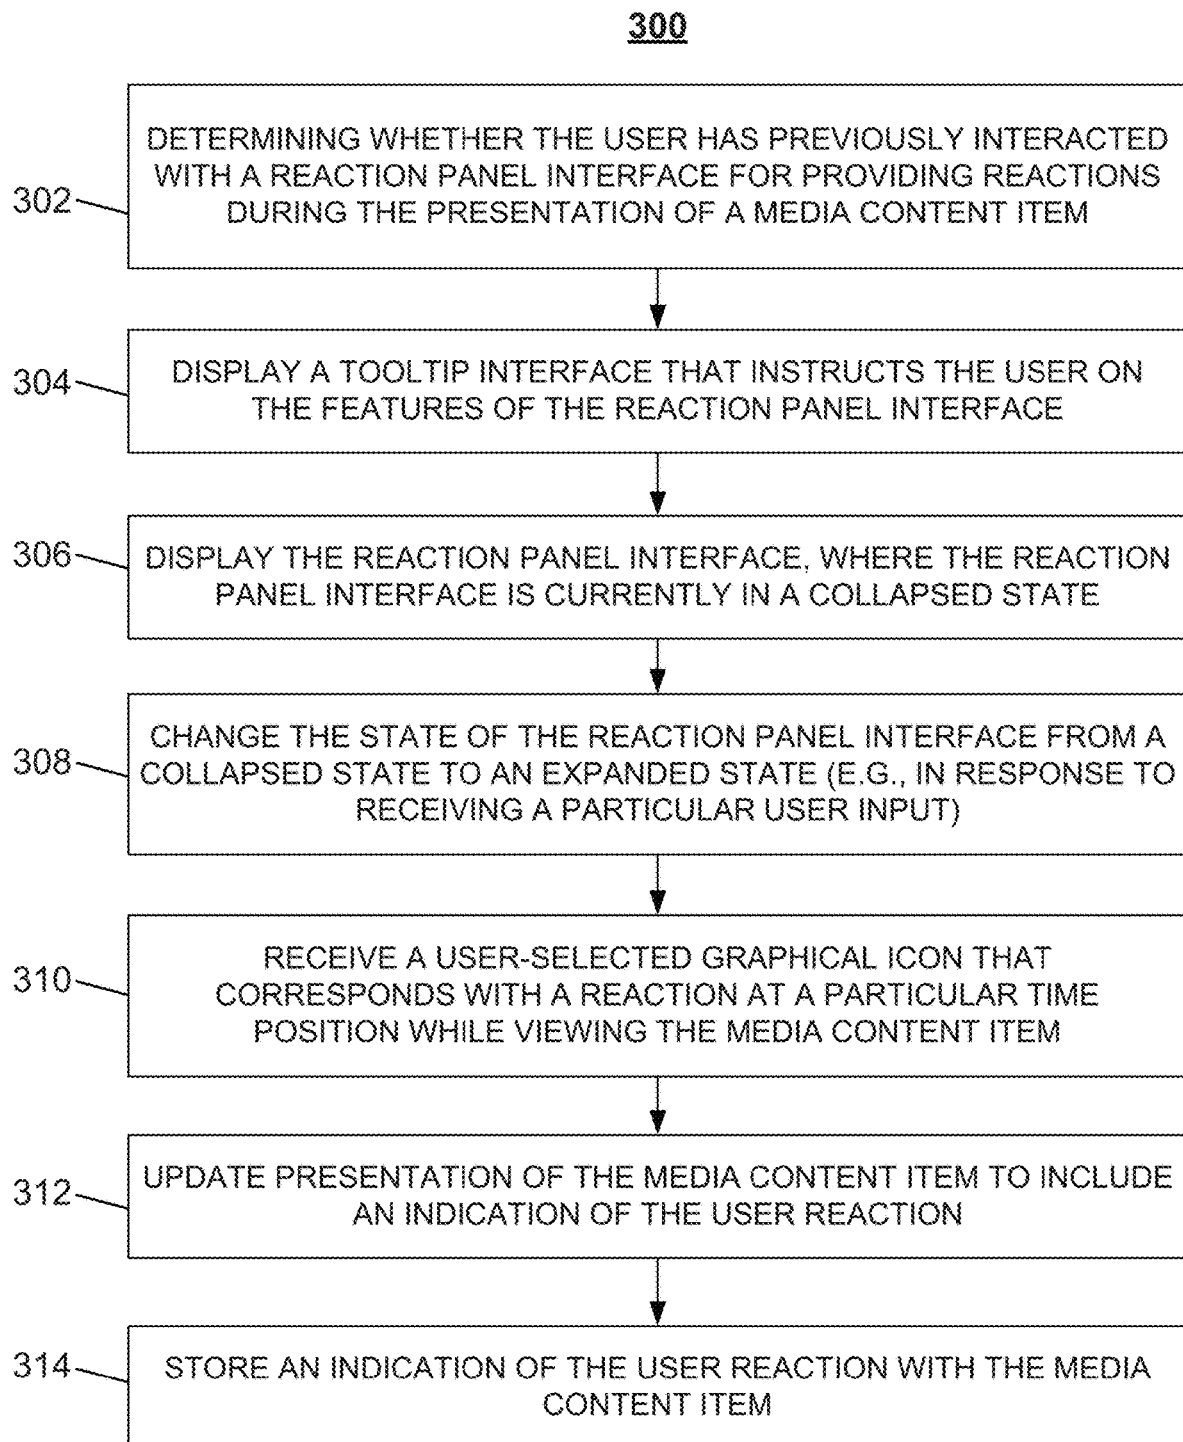 300
302
DETERMINING WHETHER THE USER HAS PREVIOUSLY INTERACTED
WITH A REACTION PANEL INTERFACE FOR PROVIDING REACTIONS
DURING THE PRESENTATION OF A MEDIA CONTENT ITEM
304
DISPLAY A TOOLTIP INTERFACE THAT INSTRUCTS THE USER ON
THE FEATURES OF THE REACTION PANEL INTERFACE
306
DISPLAY THE REACTION PANEL INTERFACE, WHERE THE REACTION
PANEL INTERFACE IS CURRENTLY IN A COLLAPSED STATE
308
CHANGE THE STATE OF THE REACTION PANEL INTERFACE FROM A
COLLAPSED STATE TO AN EXPANDED STATE (E.G., IN RESPONSE TO
RECEIVING A PARTICULAR USER INPUT)
310
RECEIVE A USER-SELECTED GRAPHICAL ICON THAT
CORRESPONDS WITH A REACTION AT A PARTICULAR TIME
POSITION WHILE VIEWING THE MEDIA CONTENT ITEM
312
UPDATE PRESENTATION OF THE MEDIA CONTENT ITEM TO INCLUDE
AN INDICATION OF THE USER REACTION
314
STORE AN INDICATION OF THE USER REACTION WITH THE MEDIA
CONTENT ITEM